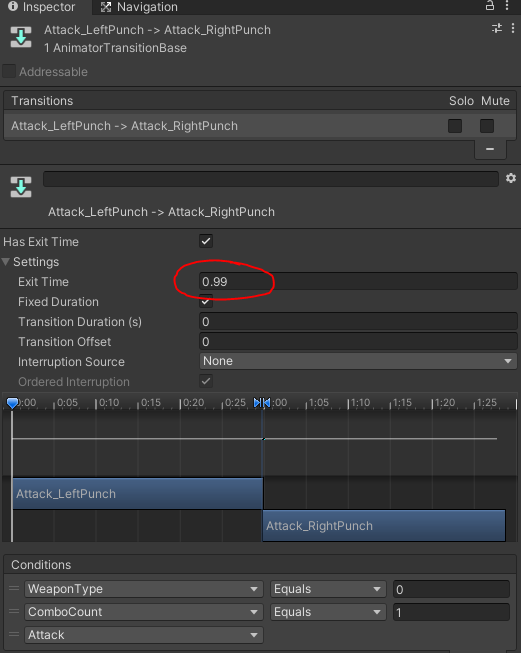 Inspector Navigation
Attack_LeftPunch -> Attack_RightPunch
1 AnimatorTransitionBase
Addressable
Transitions Solo Mute
Attack_LeftPunch -> Attack_RightPunch
Attack_LeftPunch -> Attack_RightPunch
Has Exit Time
Settings
Exit Time 0.99
Fixed Duration
Transition Duration (s) 0
Transition Offset 0
Interruption Source None
Ordered Interruption
0:00 0:05 0:10 0:15 0:20 0:25 1:00 1:05 1:10 1:15 1:20 1:25
Attack_LeftPunch
Attack_RightPunch
Conditions
WeaponType Equals 0
ComboCount Equals 1
Attack